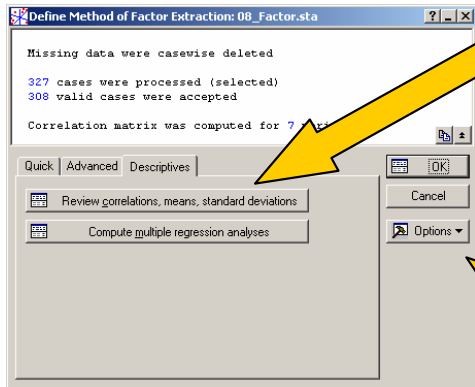 Define Method of Factor Extraction: 08_Factor.sta
Missing data were casewise deleted
327 cases were processed (selected)
308 valid cases were accepted
Correlation matrix was computed for 7
Quick Advanced Descriptives
OK
Review correlations, means, standard deviations
Cancel
Compute multiple regression analyses
Options